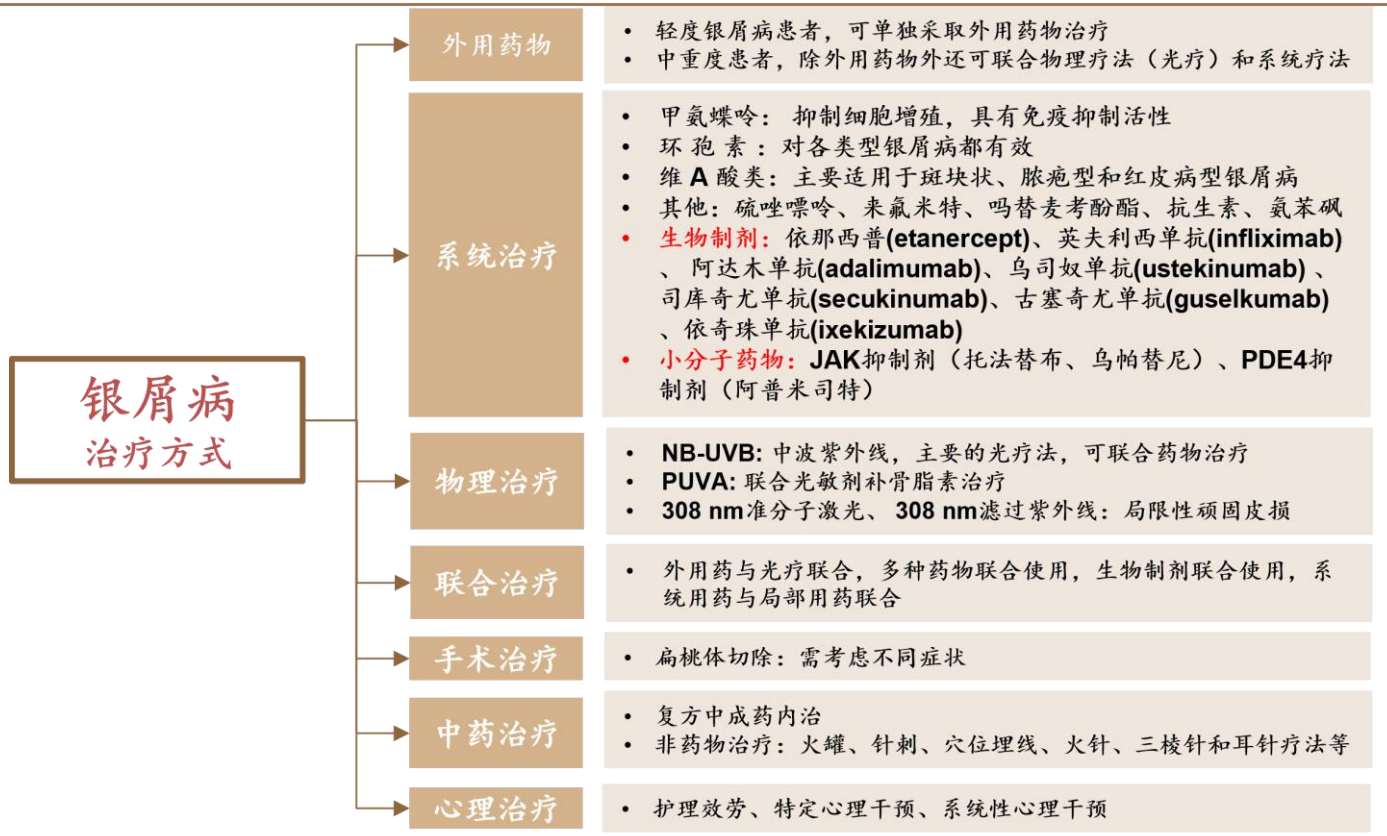 外用药物
• 轻度银屑病患者，可单独采取外用药物治疗
• 中重度患者，除外用药物外还可联合物理疗法（光疗）和系统疗法
系统治疗
• 甲氨蝶呤： 抑制细胞增殖，具有免疫抑制活性
• 环 孢 素 ：对各类型银屑病都有效
• 维 A 酸类：主要适用于斑块状、脓疱型和红皮病型银屑病
• 其他：硫唑嘌呤、来氟米特、吗替麦考酚酯、抗生素、氨苯砜
• 生物制剂：依那西普(etanercept)、英夫利西单抗(infliximab)
、 阿达木单抗(adalimumab)、乌司奴单抗(ustekinumab) 、
司库奇尤单抗(secukinumab)、古塞奇尤单抗(guselkumab)
、依奇珠单抗(ixekizumab)
• 小分子药物：JAK抑制剂（托法替布、乌帕替尼）、PDE4抑
制剂（阿普米司特）
银屑病
治疗方式
物理治疗
• NB-UVB: 中波紫外线，主要的光疗法，可联合药物治疗
• PUVA: 联合光敏剂补骨脂素治疗
• 308 nm准分子激光、 308 nm滤过紫外线：局限性顽固皮损
联合治疗
• 外用药与光疗联合，多种药物联合使用，生物制剂联合使用，系
统用药与局部用药联合
手术治疗
• 扁桃体切除：需考虑不同症状
中药治疗
• 复方中成药内治
• 非药物治疗：火罐、针刺、穴位埋线、火针、三棱针和耳针疗法等
心理治疗
• 护理效劳、特定心理干预、系统性心理干预